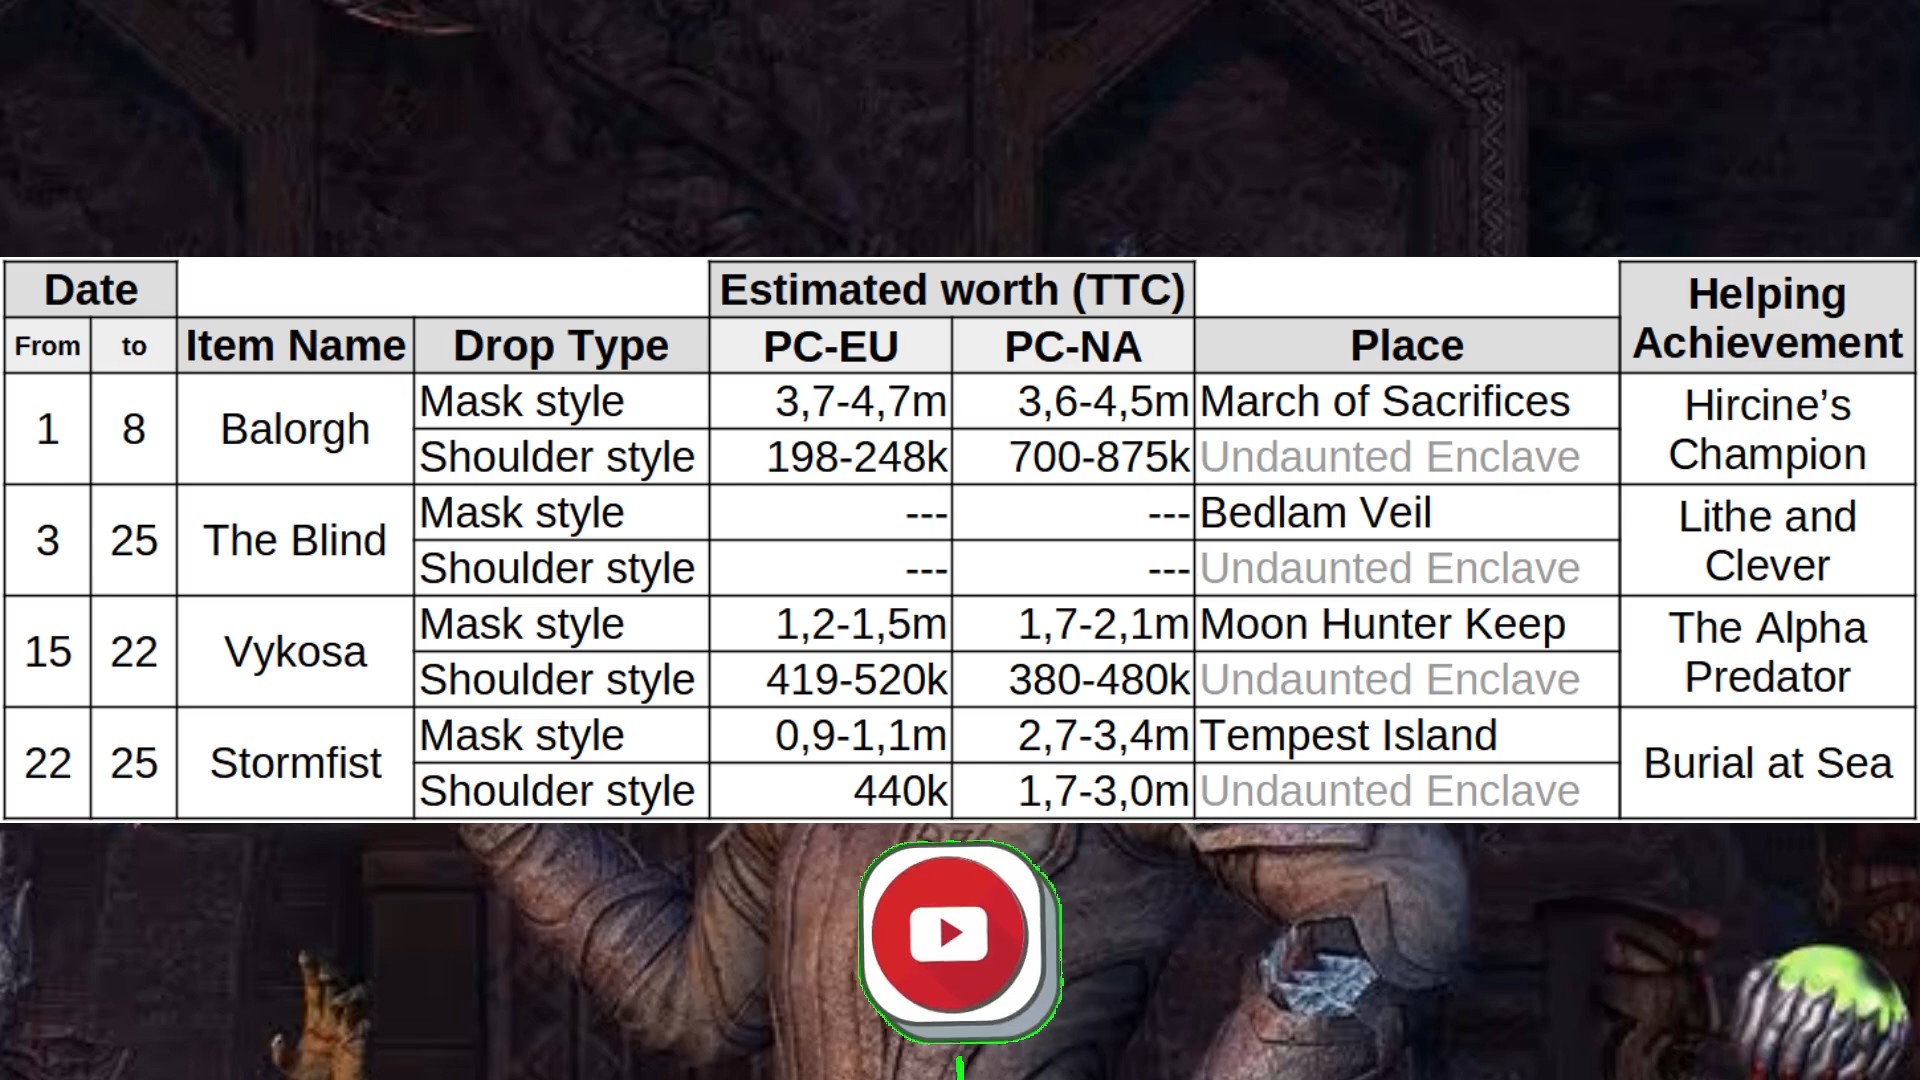 Date
Estimated worth (TTC)
Helping
Achievement
From to Item Name Drop Type PC-EU PC-NA Place
1 8 Balorgh Mask style 3,7-4,7m 3,6-4,5m March of Sacrifices Hircine’s
Shoulder style 198-248k 700-875k Undaunted Enclave Champion
3 25 The Blind Mask style --- --- Bedlam Veil Lithe and
Shoulder style --- --- Undaunted Enclave Clever
15 22 Vykosa Mask style 1,2-1,5m 1,7-2,1m Moon Hunter Keep The Alpha
Shoulder style 419-520k 380-480k Undaunted Enclave Predator
22 25 Stormfist Mask style 0,9-1,1m 2,7-3,4m Tempest Island Burial at Sea
Shoulder style 440k 1,7-3,0m Undaunted Enclave